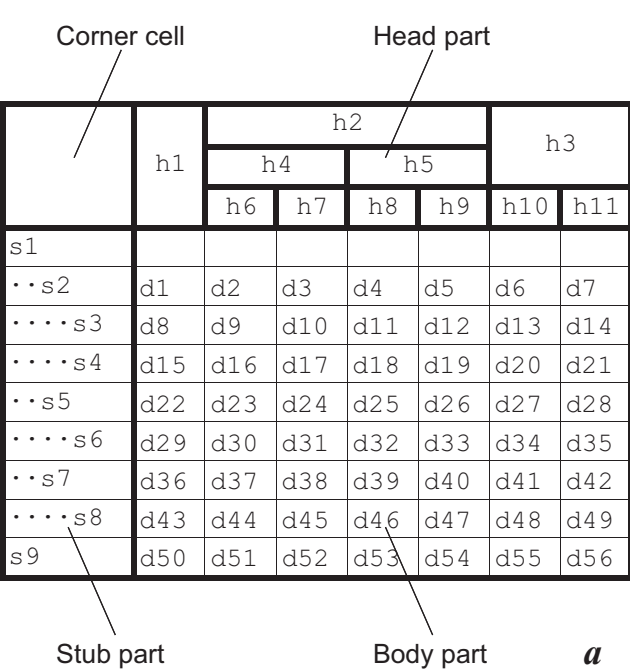 Corner cell Head part
h2
h3
h1 h4 h5
h6 h7 h8 h9 h10 h11
s1
··s2 d1 d2 d3 d4 d5 d6 d7
····s3 d8 d9 d10 d11 d12 d13 d14
····s4 d15 d16 d17 d18 d19 d20 d21
··s5 d22 d23 d24 d25 d26 d27 d28
····s6 d29 d30 d31 d32 d33 d34 d35
··s7 d36 d37 d38 d39 d40 d41 d42
····s8 d43 d44 d45 d46 d47 d48 d49
s9 d50 d51 d52 d53 d54 d55 d56
Stub part Body part a